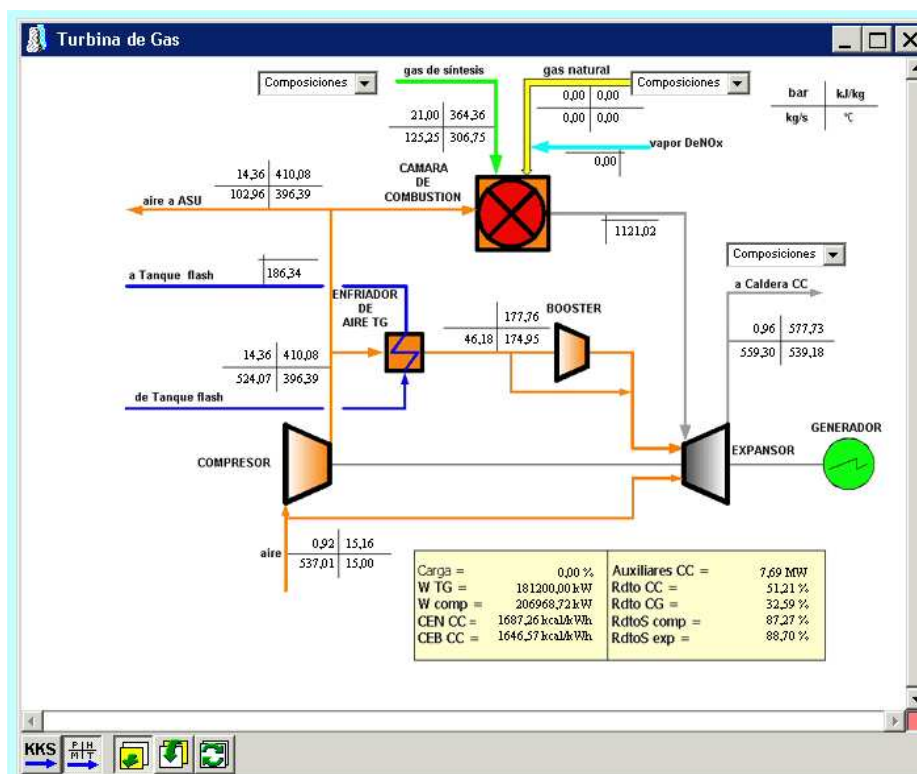 Turbina de Gas
gas de síntesis
gas natural
Composiciones
Composiciones
bar kJ/kg
kg/s °C
0,00 0,00
0,00 0,00
21,00 364,36
125,25 306,75
vapor DeNOx
0,00
CAMARA
DE
COMBUSTION
14,36 410,08
102,96 396,39
aire a ASU
1121,02
Composiciones
a Tanque flash
186,34
a Caldera CC
ENFRIADOR
DE
AIRE TG
BOOSTER
177,76
46,18 174,95
0,96 577,73
559,30 539,18
14,36 410,08
524,07 396,39
de Tanque flash
GENERADOR
COMPRESOR
EXPANSOR
aire
0,92 15,16
537,01 15,00
Carga = 0,00 %
W TG = 181200,00 kW
W comp = 206968,72 kW
CEN CC = 1687,26 kcal/kWh
CEB CC = 1646,57 kcal/kWh
Auxiliares CC = 7,69 MW
Rdto CC = 51,21 %
Rdto CG = 32,59 %
RdtoS comp = 87,27 %
RdtoS exp = 88,70 %
KKS
P H
M T